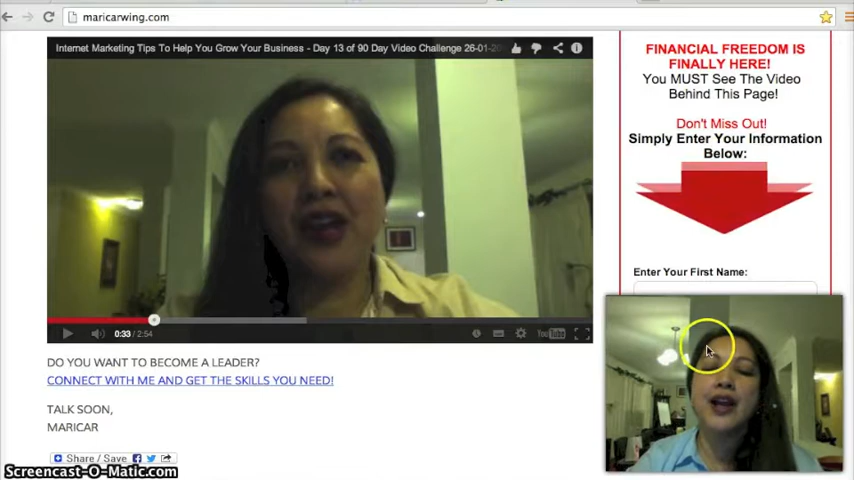 maricarwing.com
Internet Marketing Tips To Help You Grow Your Business - Day 13 of 90 Day Video Challenge 26-01-20
FINANCIAL FREEDOM IS
FINALLY HERE!
You MUST See The Video
Behind This Page!
Don't Miss Out!
Simply Enter Your Information
Below:
Enter Your First Name:
0:33 / 2:54
YouTube
DO YOU WANT TO BECOME A LEADER?
CONNECT WITH ME AND GET THE SKILLS YOU NEED!
TALK SOON,
MARICAR
Share / Save
Screencast-O-Matic.com